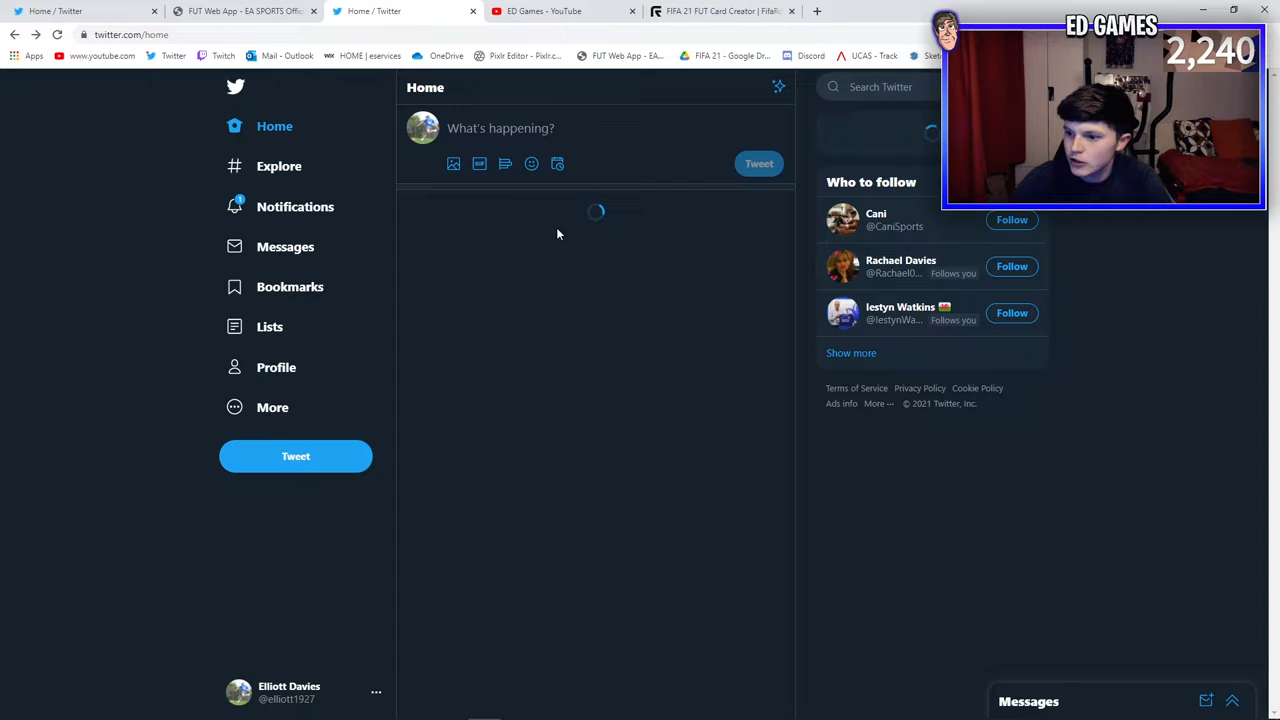 Home / Twitter
FUT Web App - EA SPORTS Offici
Home / Twitter
ED Games - YouTube
FIFA 21 FUT Card Creator | FifaR
twitter.com/home
Apps
www.youtube.com
Twitter
Twitch
Mail - Outlook
HOME | eservices
OneDrive
Pixlr Editor - Pixlr.c...
FUT Web App - EA...
FIFA 21 - Google Dr...
Discord
UCAS - Track
ED GAMES
2,240
Home
Explore
1
Notifications
Messages
Bookmarks
Lists
Profile
More
Tweet
Elliott Davies
@elliott1927
Home
What's happening?
GIF
Tweet
Search Twitter
Who to follow
Cani
@CaniSports
Follow
Rachael Davies
@Rachael0... Follows you
Follow
Iestyn Watkins
@IestynWa... Follows you
Follow
Show more
Terms of Service Privacy Policy Cookie Policy
Ads info More ··· © 2021 Twitter, Inc.
Messages